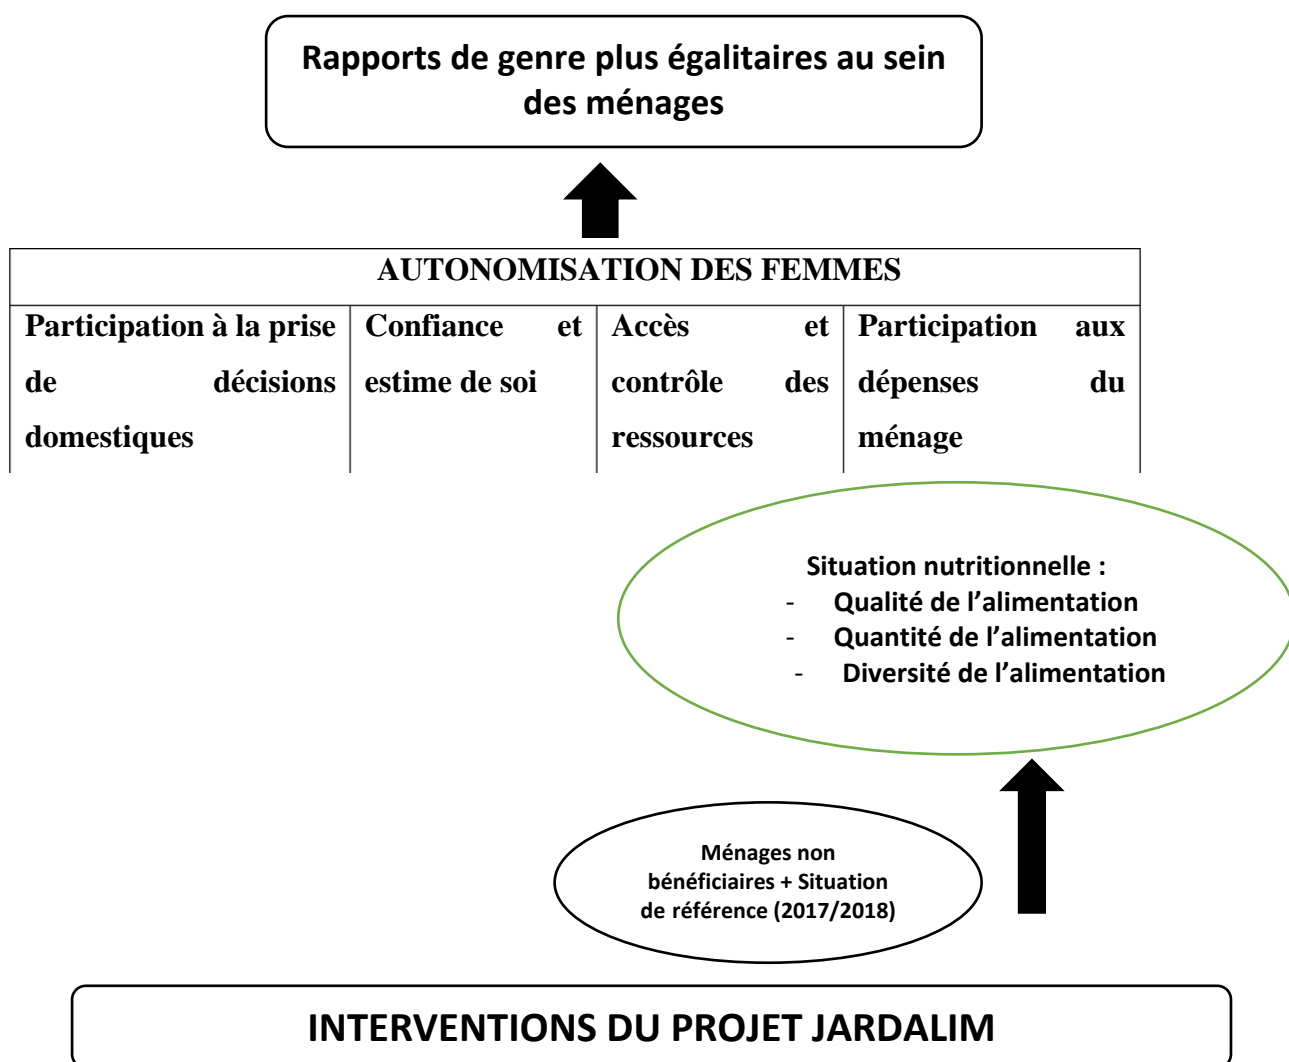 Rapports de genre plus égalitaires au sein
des ménages
AUTONOMISATION DES FEMMES
Participation à la prise
de décisions
domestiques
Confiance et
estime de soi
Accès et
contrôle des
ressources
Participation aux
dépenses du
ménage
Situation nutritionnelle :
- Qualité de l’alimentation
- Quantité de l’alimentation
- Diversité de l’alimentation
Ménages non
bénéficiaires + Situation
de référence (2017/2018)
INTERVENTIONS DU PROJET JARDALIM